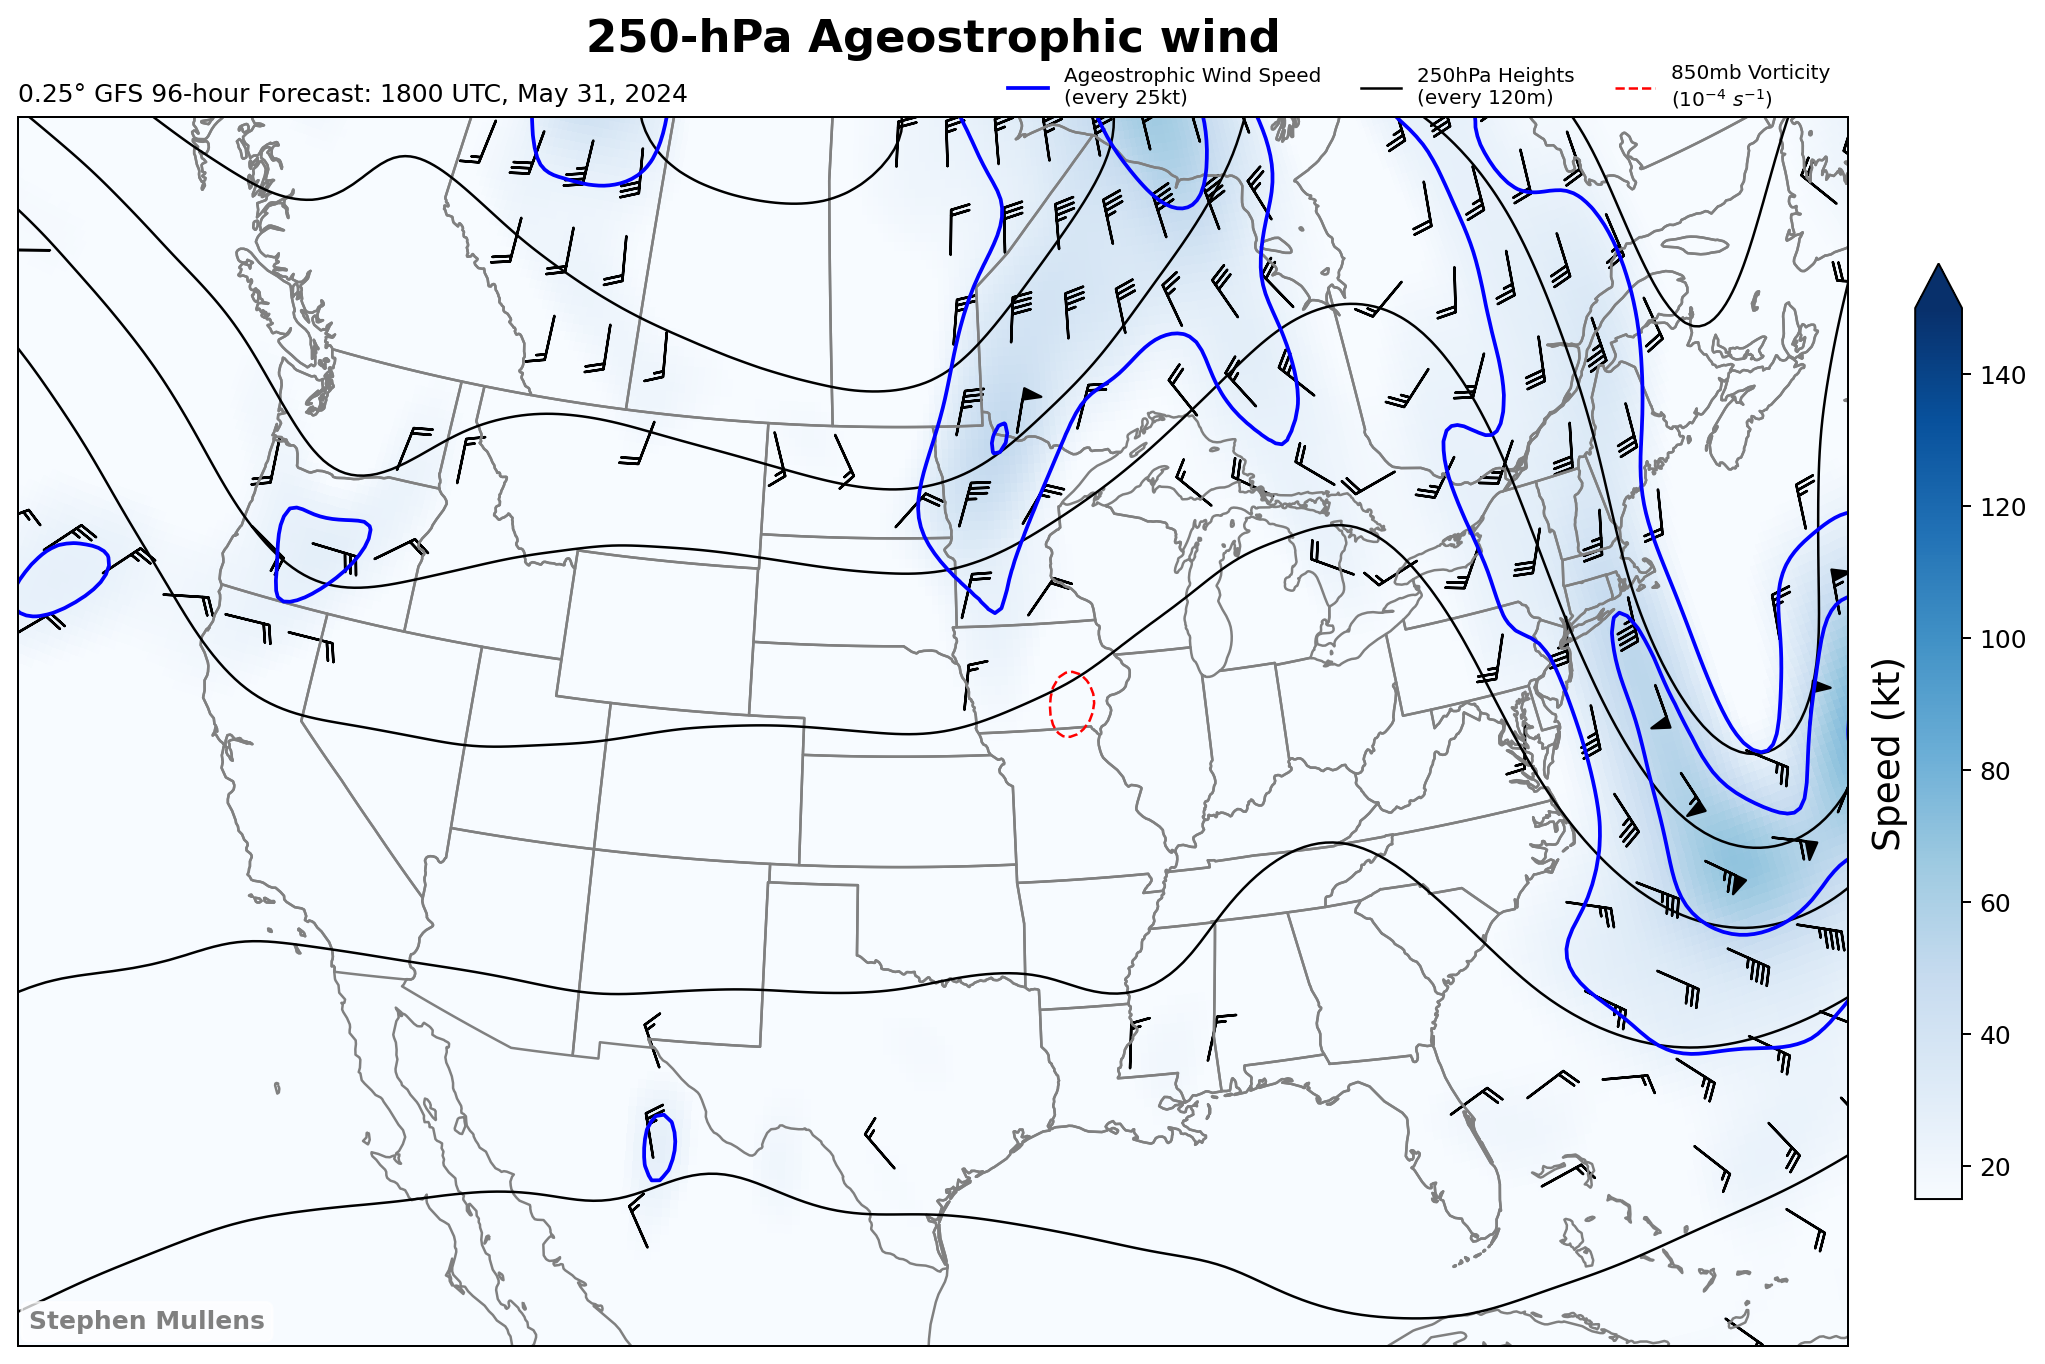 250-hPa Ageostrophic wind
0.25° GFS 96-hour Forecast: 1800 UTC, May 31, 2024
Ageostrophic Wind Speed
(every 25kt)
250hPa Heights
(every 120m)
850mb Vorticity
(10⁻⁴ s⁻¹)
140
120
100
80
60
40
20
Speed (kt)
Stephen Mullens